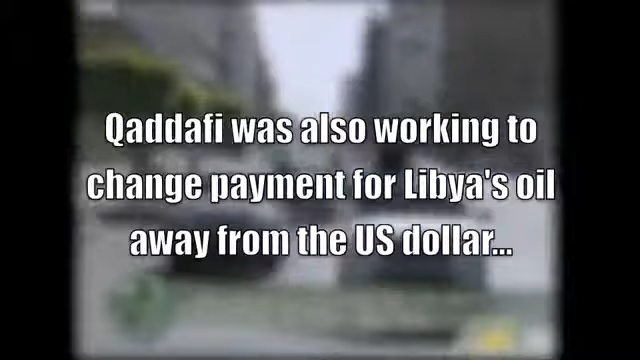 Qaddafi was also working to
change payment for Libya's oil
away from the US dollar...